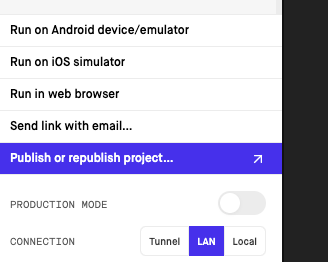 Run on Android device/emulator
Run on iOS simulator
Run in web browser
Send link with email...
Publish or republish project...
PRODUCTION MODE
CONNECTION Tunnel LAN Local